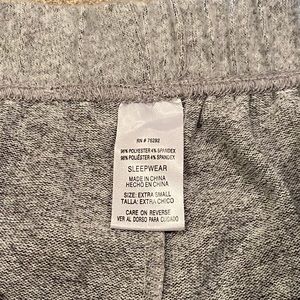 RN # 76292
96% POLYESTER 4% SPANDEX
96% POLIÉSTER 4% SPANDEX
SLEEPWEAR
MADE IN CHINA
HECHO EN CHINA
SIZE: EXTRA SMALL
TALLA: EXTRA CHICO
CARE ON REVERSE
VER AL DORSO PARA CUIDADO